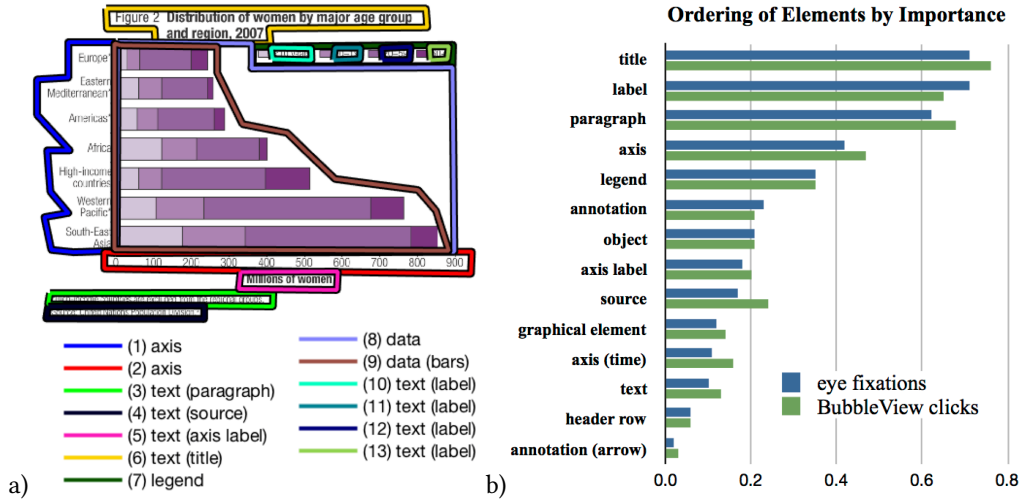 Figure 2 Distribution of women by major age group
and region, 2007
Europe*
Eastern
Mediterranean*
Americas*
Africa
High-income
countries
Western
Pacific*
South-East
Asia
0 100 200 300 400 500 600 700 800 900
Millions of women
(1) axis
(2) axis
(3) text (paragraph)
(4) text (source)
(5) text (axis label)
(6) text (title)
(7) legend
(8) data
(9) data (bars)
(10) text (label)
(11) text (label)
(12) text (label)
(13) text (label)
a)
Ordering of Elements by Importance
title
label
paragraph
axis
legend
annotation
object
axis label
source
graphical element
axis (time)
text
header row
annotation (arrow)
eye fixations
BubbleView clicks
0.0 0.2 0.4 0.6 0.8
b)